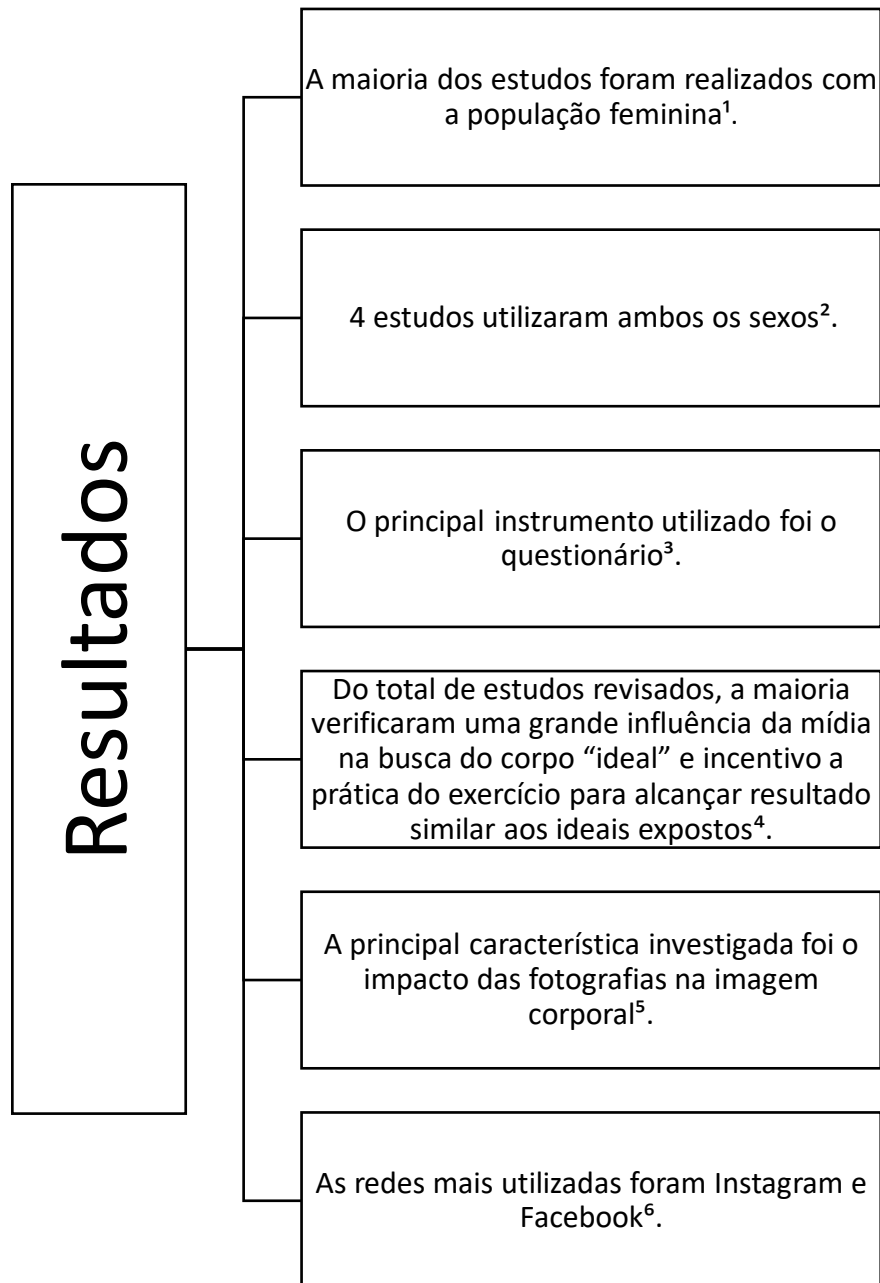 Resultados
A maioria dos estudos foram realizados com
a população feminina¹.
4 estudos utilizaram ambos os sexos².
O principal instrumento utilizado foi o
questionário³.
Do total de estudos revisados, a maioria
verificaram uma grande influência da mídia
na busca do corpo “ideal” e incentivo a
prática do exercício para alcançar resultado
similar aos ideais expostos⁴.
A principal característica investigada foi o
impacto das fotografias na imagem
corporal⁵.
As redes mais utilizadas foram Instagram e
Facebook⁶.